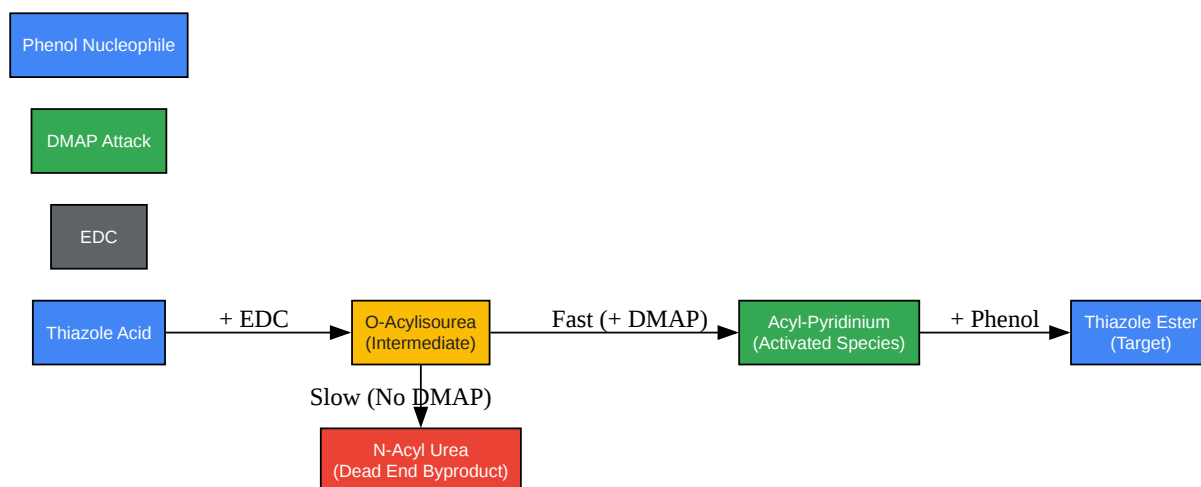 Phenol Nucleophile
DMAP Attack
EDC
Thiazole Acid
+ EDC
O-Acylisourea
(Intermediate)
Fast (+ DMAP)
Acyl-Pyridinium
(Activated Species)
+ Phenol
Thiazole Ester
(Target)
Slow (No DMAP)
N-Acyl Urea
(Dead End Byproduct)